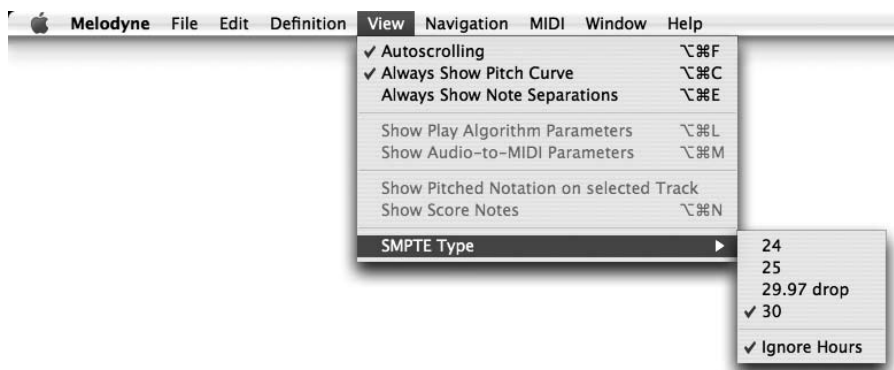 Melodyne File Edit Definition View Navigation MIDI Window Help
✓ Autoscrolling ⌥⌘F
✓ Always Show Pitch Curve ⌥⌘C
Always Show Note Separations ⌥⌘E
Show Play Algorithm Parameters ⌥⌘L
Show Audio-to-MIDI Parameters ⌥⌘M
Show Pitched Notation on selected Track
Show Score Notes ⌥⌘N
SMPTE Type ▶
24
25
29.97 drop
✓ 30
✓ Ignore Hours